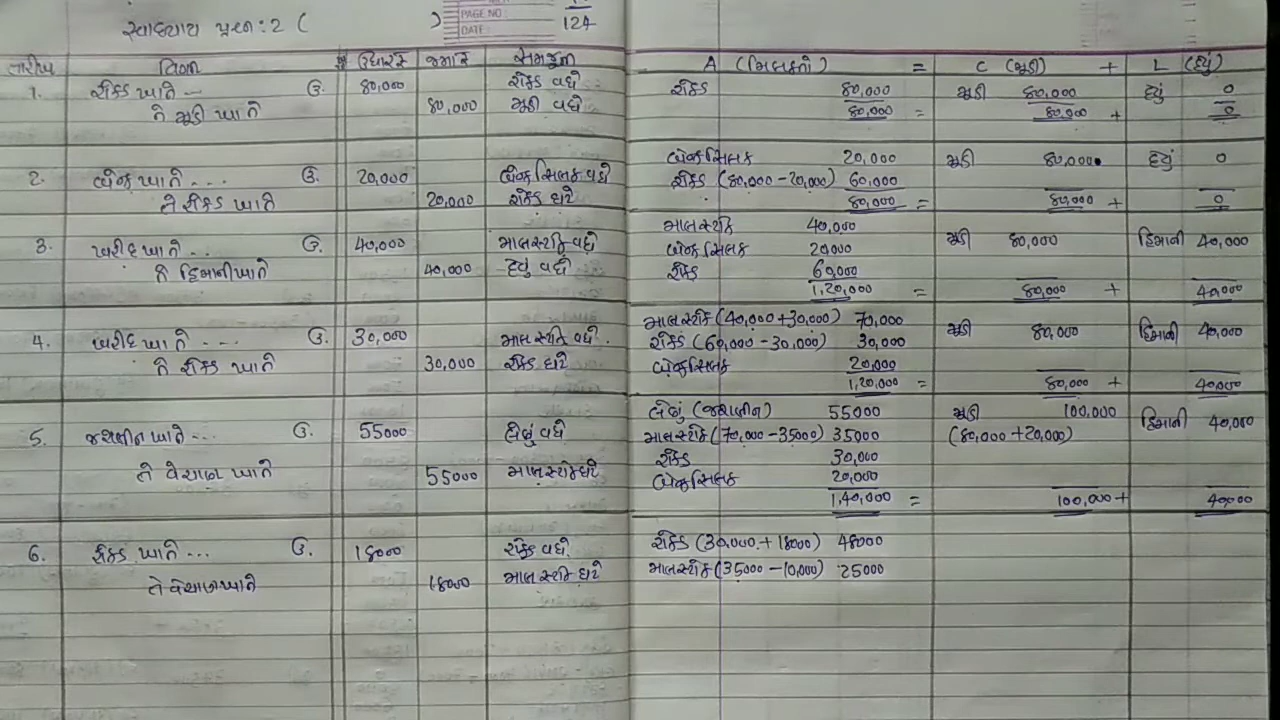 સ્વાધ્યાય પ્રશ્ન : 2 (          )
PAGE NO
DATE:
124
તારીખ વિગત ઉધાર રૂ જમા રૂ સમજૂતી A (મિલકતો) = C (મૂડી) + L (દેવું)
1. રોકડ ખાતે ઉ. 80,000 રોકડ વધે રોકડ 80,000 મૂડી 80,000 દેવું 0
તે મૂડી ખાતે 80,000 મૂડી વધે 80,000 = 80,000 + 0
2. બેંક ખાતે ... ઉ. 20,000 બેંક સિલક વધે બેંક સિલક 20,000 મૂડી 80,000 દેવું 0
તે રોકડ ખાતે 20,000 રોકડ ઘટે રોકડ (80,000 - 20,000) 60,000
80,000 = 80,000 + 0
માલસ્ટોક 40,000
3. ખરીદ ખાતે ... ઉ. 40,000 માલસ્ટોક વધે બેંક સિલક 20,000 મૂડી 80,000 હિમાની 40,000
તે હિમાની ખાતે 40,000 દેવું વધે રોકડ 60,000
1,20,000 = 80,000 + 40,000
માલસ્ટોક (40,000 + 30,000) 70,000
4. ખરીદ ખાતે ... ઉ. 30,000 માલસ્ટોક વધે. રોકડ (60,000 - 30,000) 30,000 મૂડી 80,000 હિમાની 40,000
તે રોકડ ખાતે 30,000 રોકડ ઘટે બેંક સિલક 20,000
1,20,000 = 80,000 + 40,000
લેણું (જશલીન) 55000 મૂડી 100,000 હિમાની 40,000
5. જશલીન ખાતે ... ઉ. 55000 લેણું વધે માલસ્ટોક (70,000 - 35000) 35000 (80,000 + 20,000)
રોકડ 30,000
તે વેચાણ ખાતે 55000 માલસ્ટોક ઘટે બેંક સિલક 20,000
1,40,000 = 100,000 + 40,000
6. રોકડ ખાતે ... ઉ. 18000 રોકડ વધે રોકડ (30,000 + 18000) 48000
તે વેચાણ ખાતે 18000 માલસ્ટોક ઘટે માલસ્ટોક (35000 - 10,000) 25000